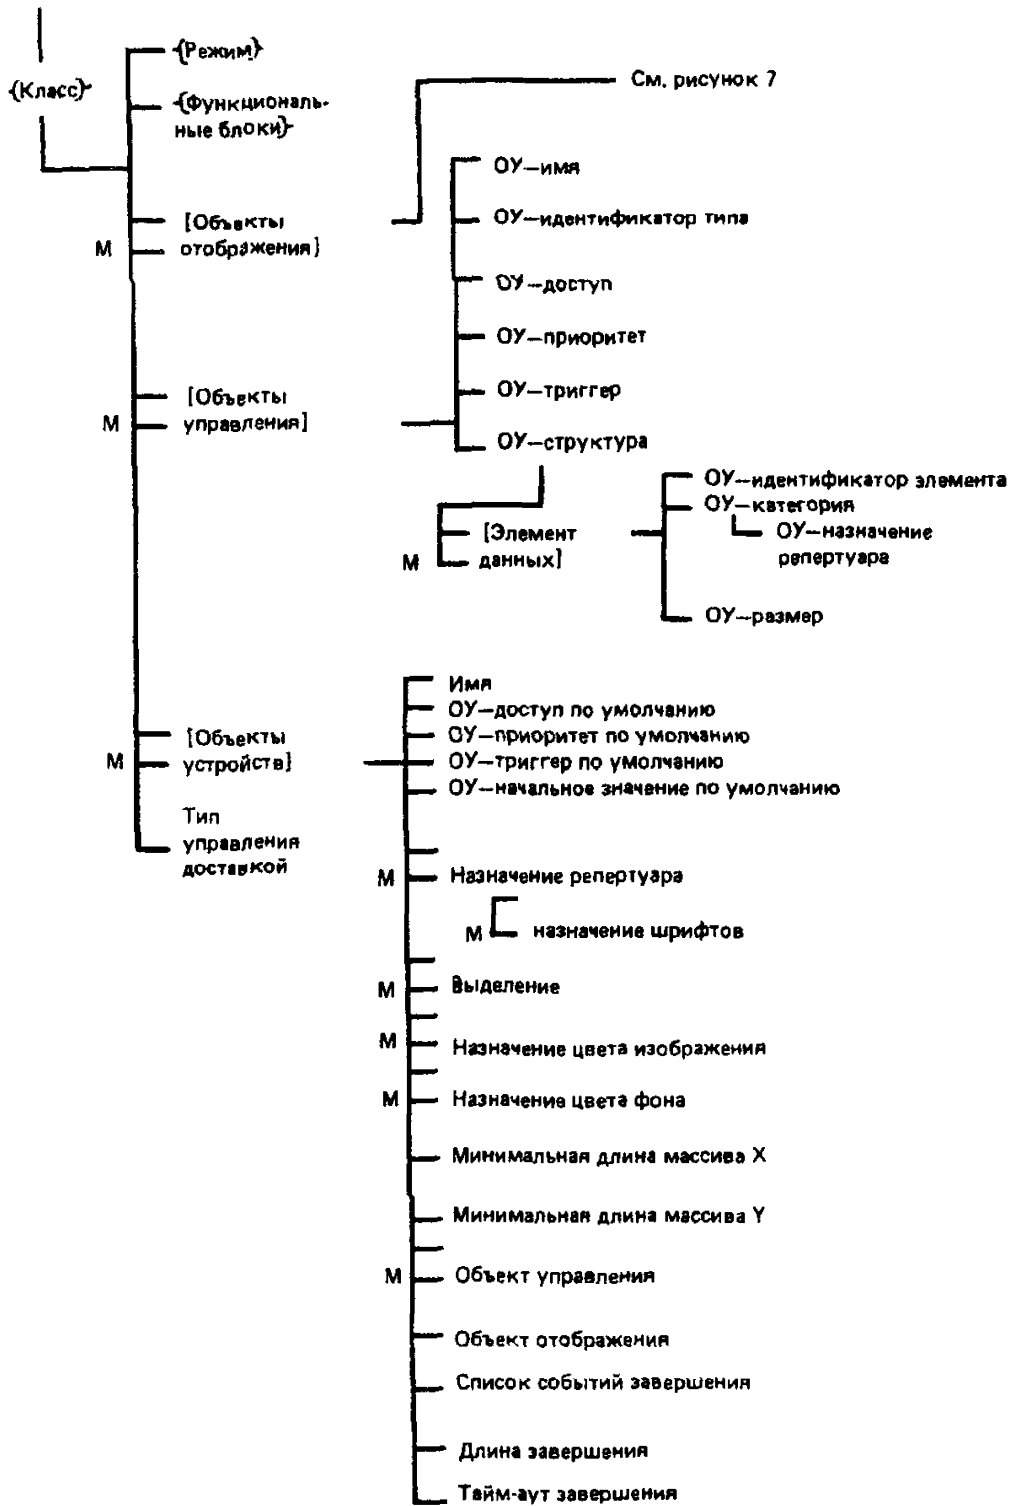 -{Режим}-
-{Класс}-
См. рисунок 7
-{Функциональ-
ные блоки}-
ОУ—имя
[Объекты
ОУ—идентификатор типа
М отображения]
ОУ—доступ
ОУ—приоритет
[Объекты
ОУ—триггер
М управления]
ОУ—структура
ОУ—идентификатор элемента
ОУ—категория
[Элемент
ОУ—назначение
М данных]
репертуара
ОУ—размер
Имя
ОУ—доступ по умолчанию
[Объекты
ОУ—приоритет по умолчанию
М устройств]
ОУ—триггер по умолчанию
ОУ—начальное значение по умолчанию
Тип
управления
доставкой
М Назначение репертуара
М назначение шрифтов
М Выделение
М Назначение цвета изображения
М Назначение цвета фона
Минимальная длина массива X
Минимальная длина массива Y
М Объект управления
Объект отображения
Список событий завершения
Длина завершения
Тайм-аут завершения